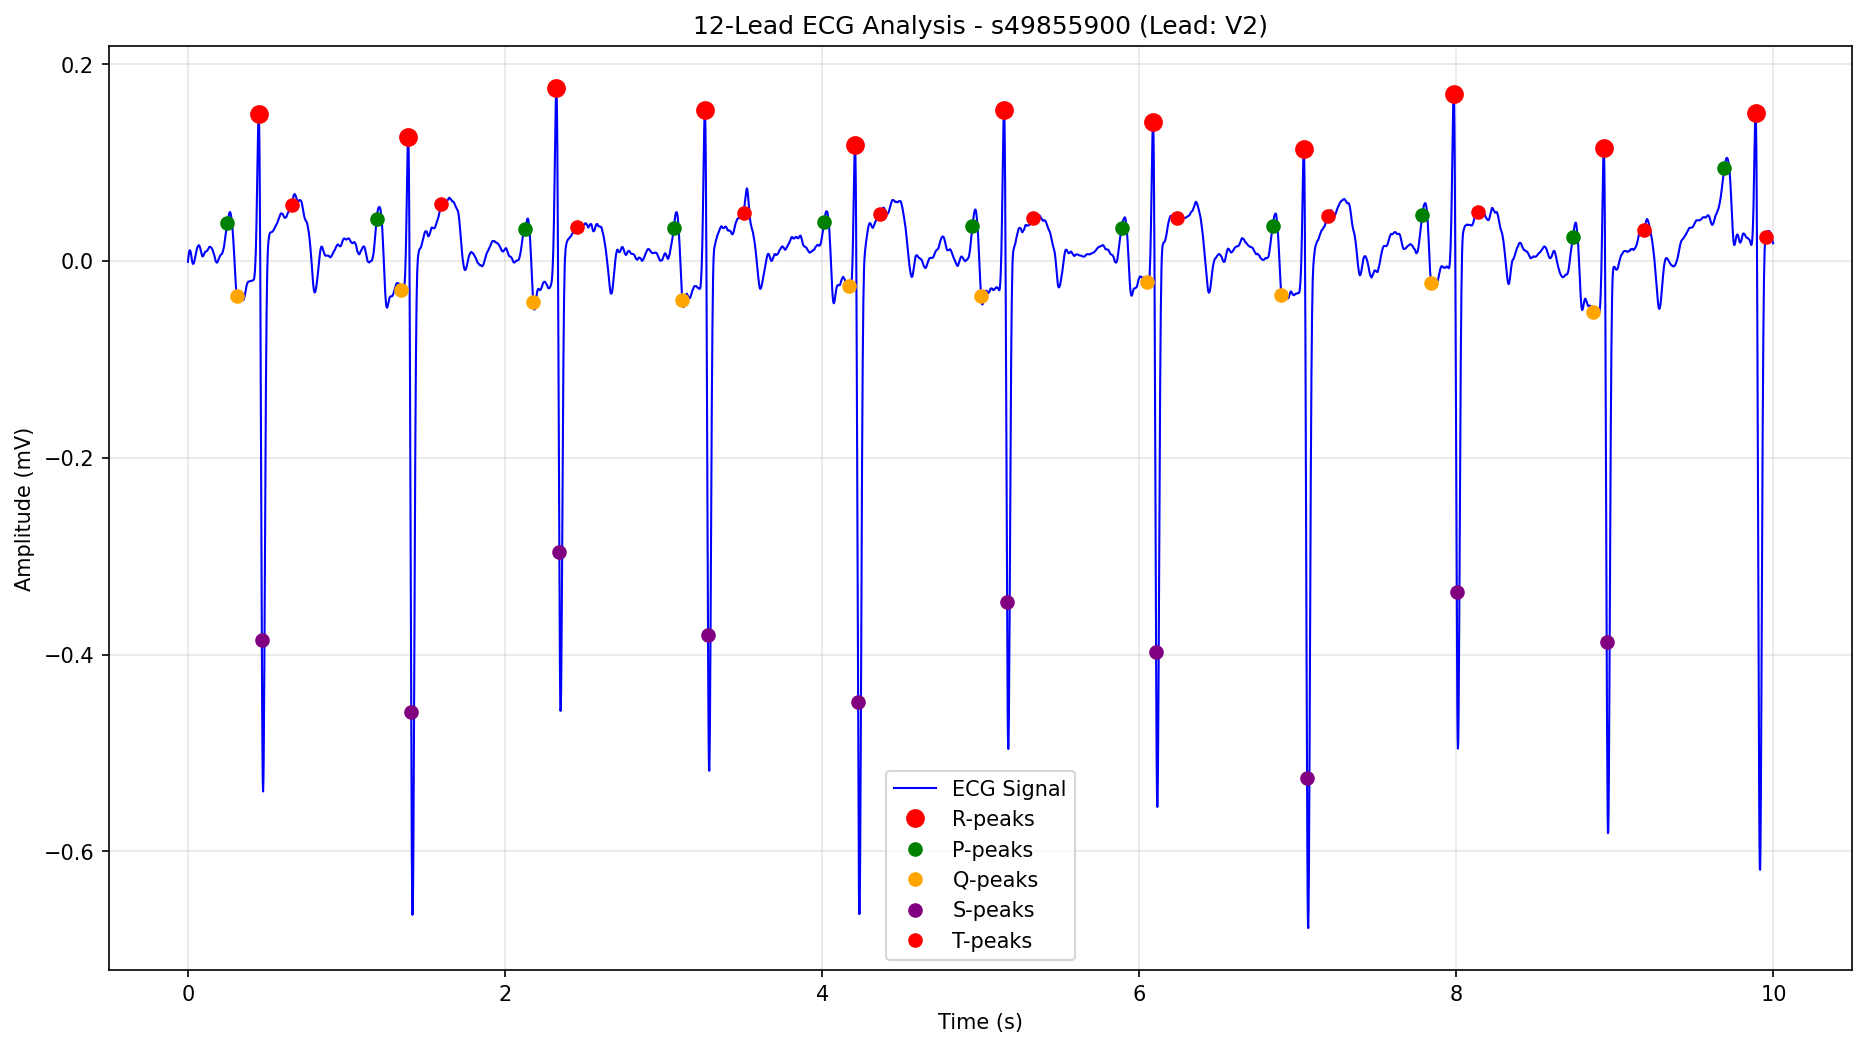 12-Lead ECG Analysis - s49855900 (Lead: V2)
Amplitude (mV)
0.2
0.0
−0.2
−0.4
−0.6
ECG Signal
R-peaks
P-peaks
Q-peaks
S-peaks
T-peaks
0 2 4 6 8 10
Time (s)